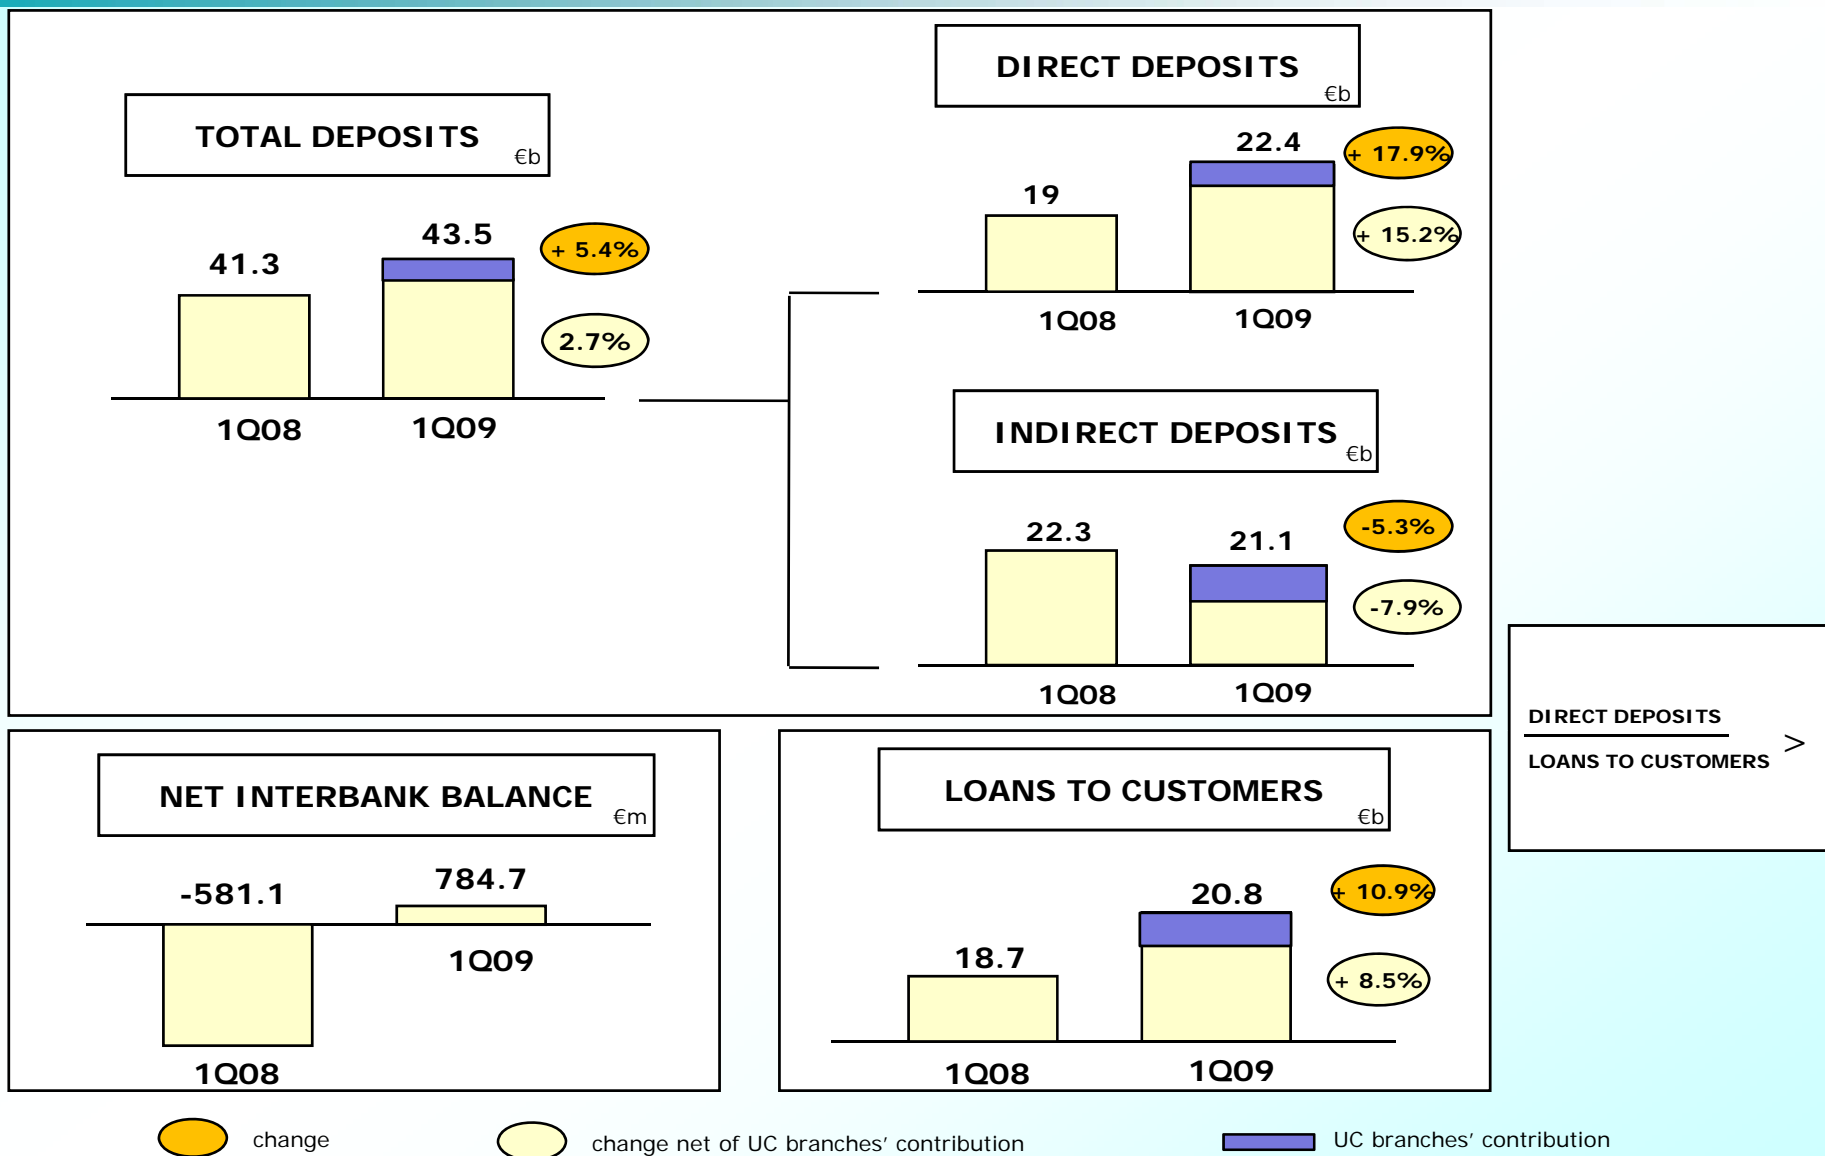 TOTAL DEPOSITS €b
41.3
43.5
+ 5.4%
2.7%
1Q08
1Q09
DIRECT DEPOSITS €b
19
22.4
+ 17.9%
+ 15.2%
1Q08
1Q09
INDIRECT DEPOSITS €b
22.3
21.1
-5.3%
-7.9%
1Q08
1Q09
DIRECT DEPOSITS
LOANS TO CUSTOMERS >
NET INTERBANK BALANCE €m
-581.1
784.7
1Q08
1Q09
LOANS TO CUSTOMERS €b
18.7
20.8
+ 10.9%
+ 8.5%
1Q08
1Q09
change
change net of UC branches’ contribution
UC branches’ contribution